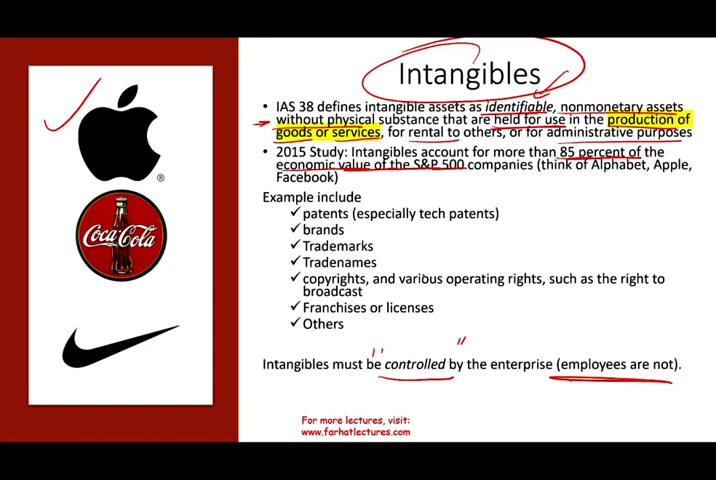 Intangibles
• IAS 38 defines intangible assets as identifiable, nonmonetary assets
without physical substance that are held for use in the production of
goods or services, for rental to others, or for administrative purposes
• 2015 Study: Intangibles account for more than 85 percent of the
economic value of the S&P 500 companies (think of Alphabet, Apple,
Facebook)
Example include
✓ patents (especially tech patents)
✓ brands
✓ Trademarks
✓ Tradenames
✓ copyrights, and various operating rights, such as the right to
broadcast
✓ Franchises or licenses
✓ Others
Intangibles must be controlled by the enterprise (employees are not).
For more lectures, visit:
www.farhatlectures.com
®
Coca-Cola